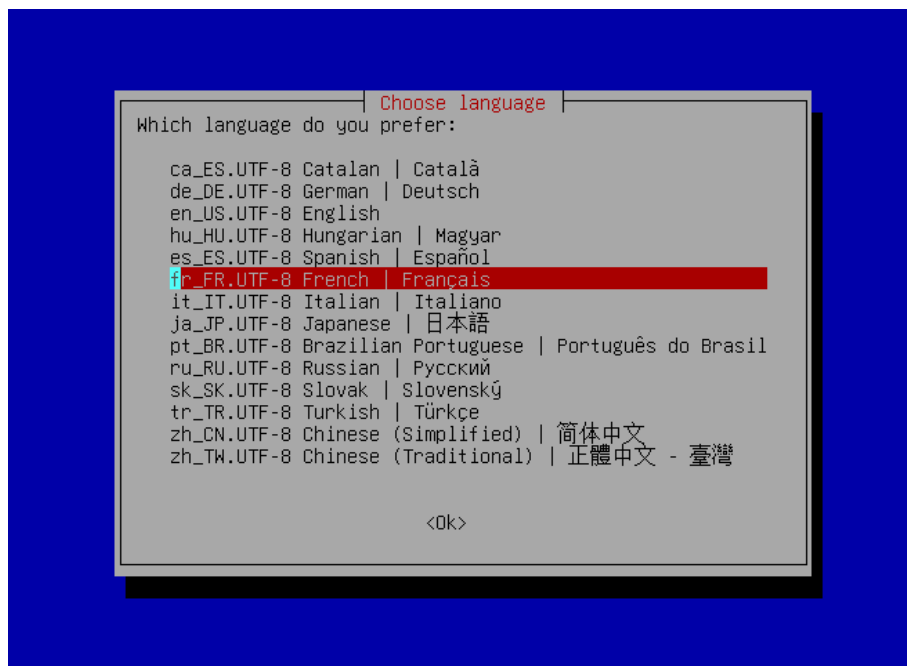 Choose language
Which language do you prefer:
ca_ES.UTF-8 Catalan | Català
de_DE.UTF-8 German | Deutsch
en_US.UTF-8 English
hu_HU.UTF-8 Hungarian | Magyar
es_ES.UTF-8 Spanish | Español
fr_FR.UTF-8 French | Français
it_IT.UTF-8 Italian | Italiano
ja_JP.UTF-8 Japanese | 日本語
pt_BR.UTF-8 Brazilian Portuguese | Português do Brasil
ru_RU.UTF-8 Russian | Русский
sk_SK.UTF-8 Slovak | Slovenský
tr_TR.UTF-8 Turkish | Türkçe
zh_CN.UTF-8 Chinese (Simplified) | 简体中文
zh_TW.UTF-8 Chinese (Traditional) | 正體中文 - 臺灣
<Ok>